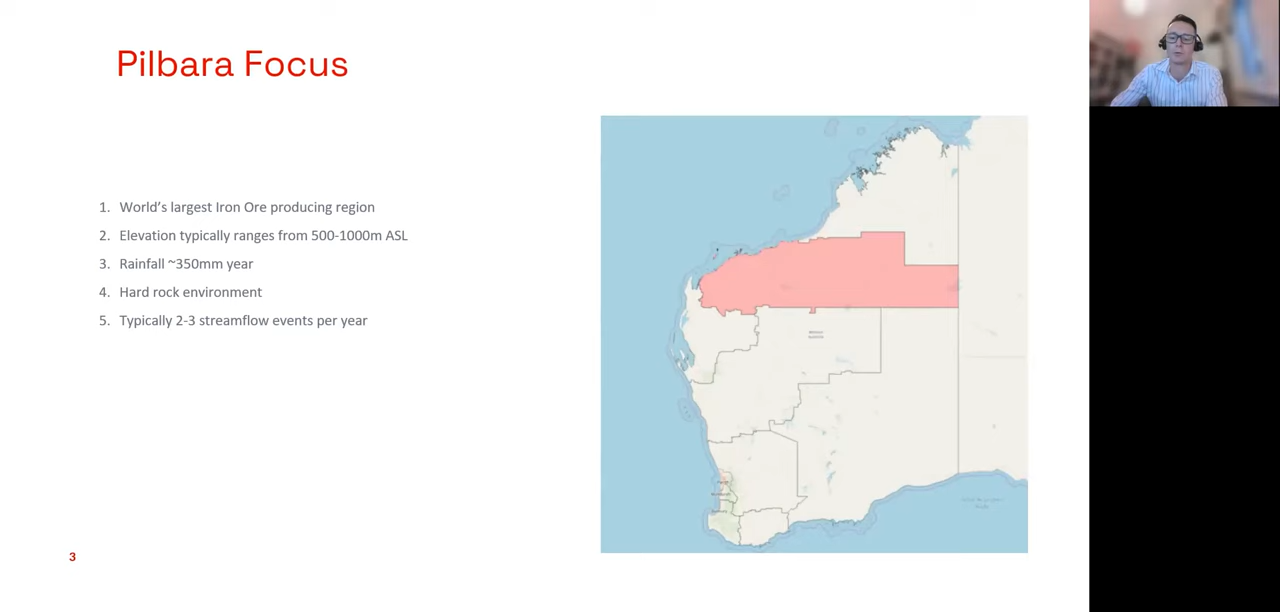 Pilbara Focus
1. World's largest Iron Ore producing region
2. Elevation typically ranges from 500-1000m ASL
3. Rainfall ~350mm year
4. Hard rock environment
5. Typically 2-3 streamflow events per year
3